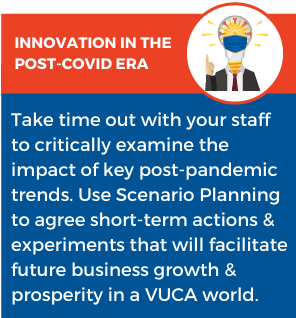 INNOVATION IN THE
POST-COVID ERA
Take time out with your staff
to critically examine the
impact of key post-pandemic
trends. Use Scenario Planning
to agree short-term actions &
experiments that will facilitate
future business growth &
prosperity in a VUCA world.